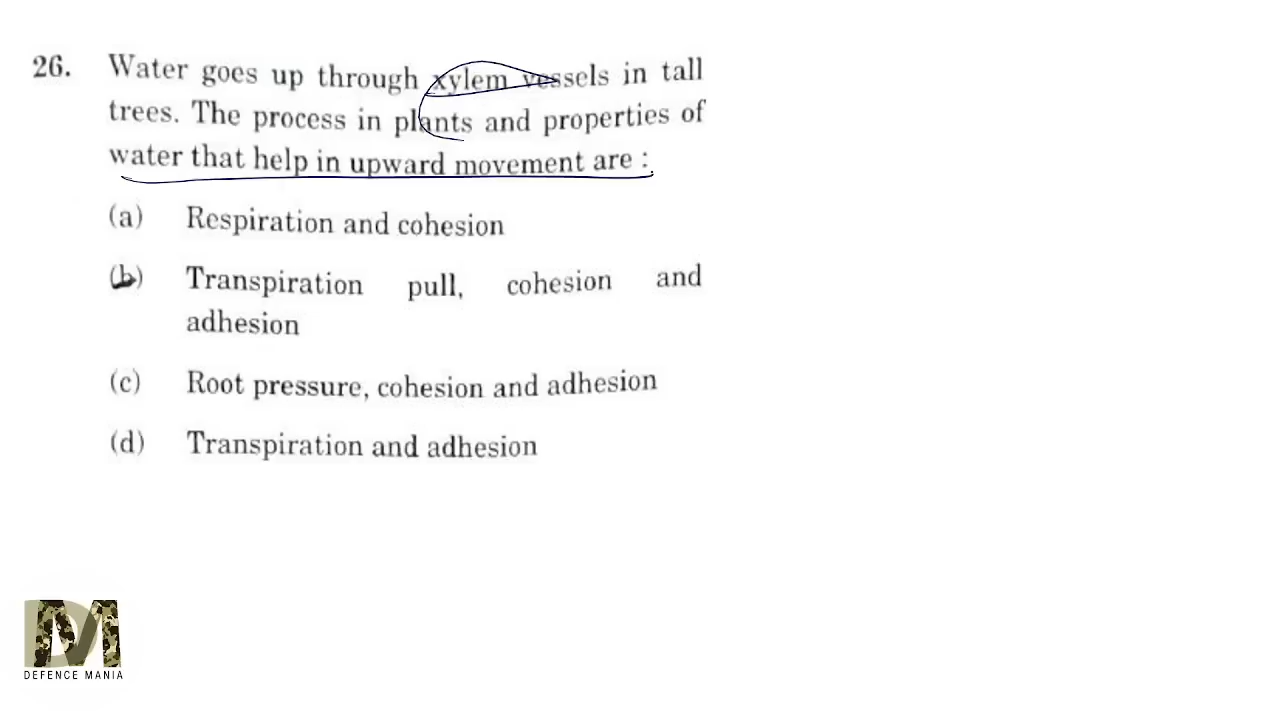 26. Water goes up through xylem vessels in tall
trees. The process in plants and properties of
water that help in upward movement are :
(a) Respiration and cohesion
(b) Transpiration pull, cohesion and
adhesion
(c) Root pressure, cohesion and adhesion
(d) Transpiration and adhesion
DM
DEFENCE MANIA